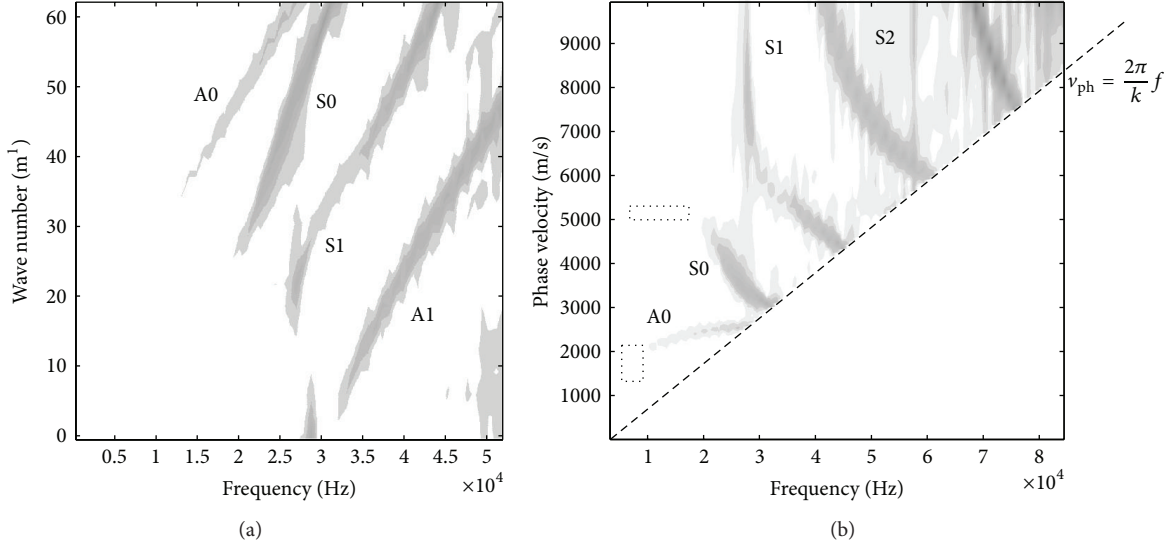 60
50
40
30
20
10
0
Wave number (m¹)
A0
S0
S1
A1
0.5 1 1.5 2 2.5 3 3.5 4 4.5 5
×10⁴
Frequency (Hz)
(a)
9000
8000
7000
6000
5000
4000
3000
2000
1000
Phase velocity (m/s)
S1
S2
S0
A0
v_ph = 2π/k f
1 2 3 4 5 6 7 8
×10⁴
Frequency (Hz)
(b)